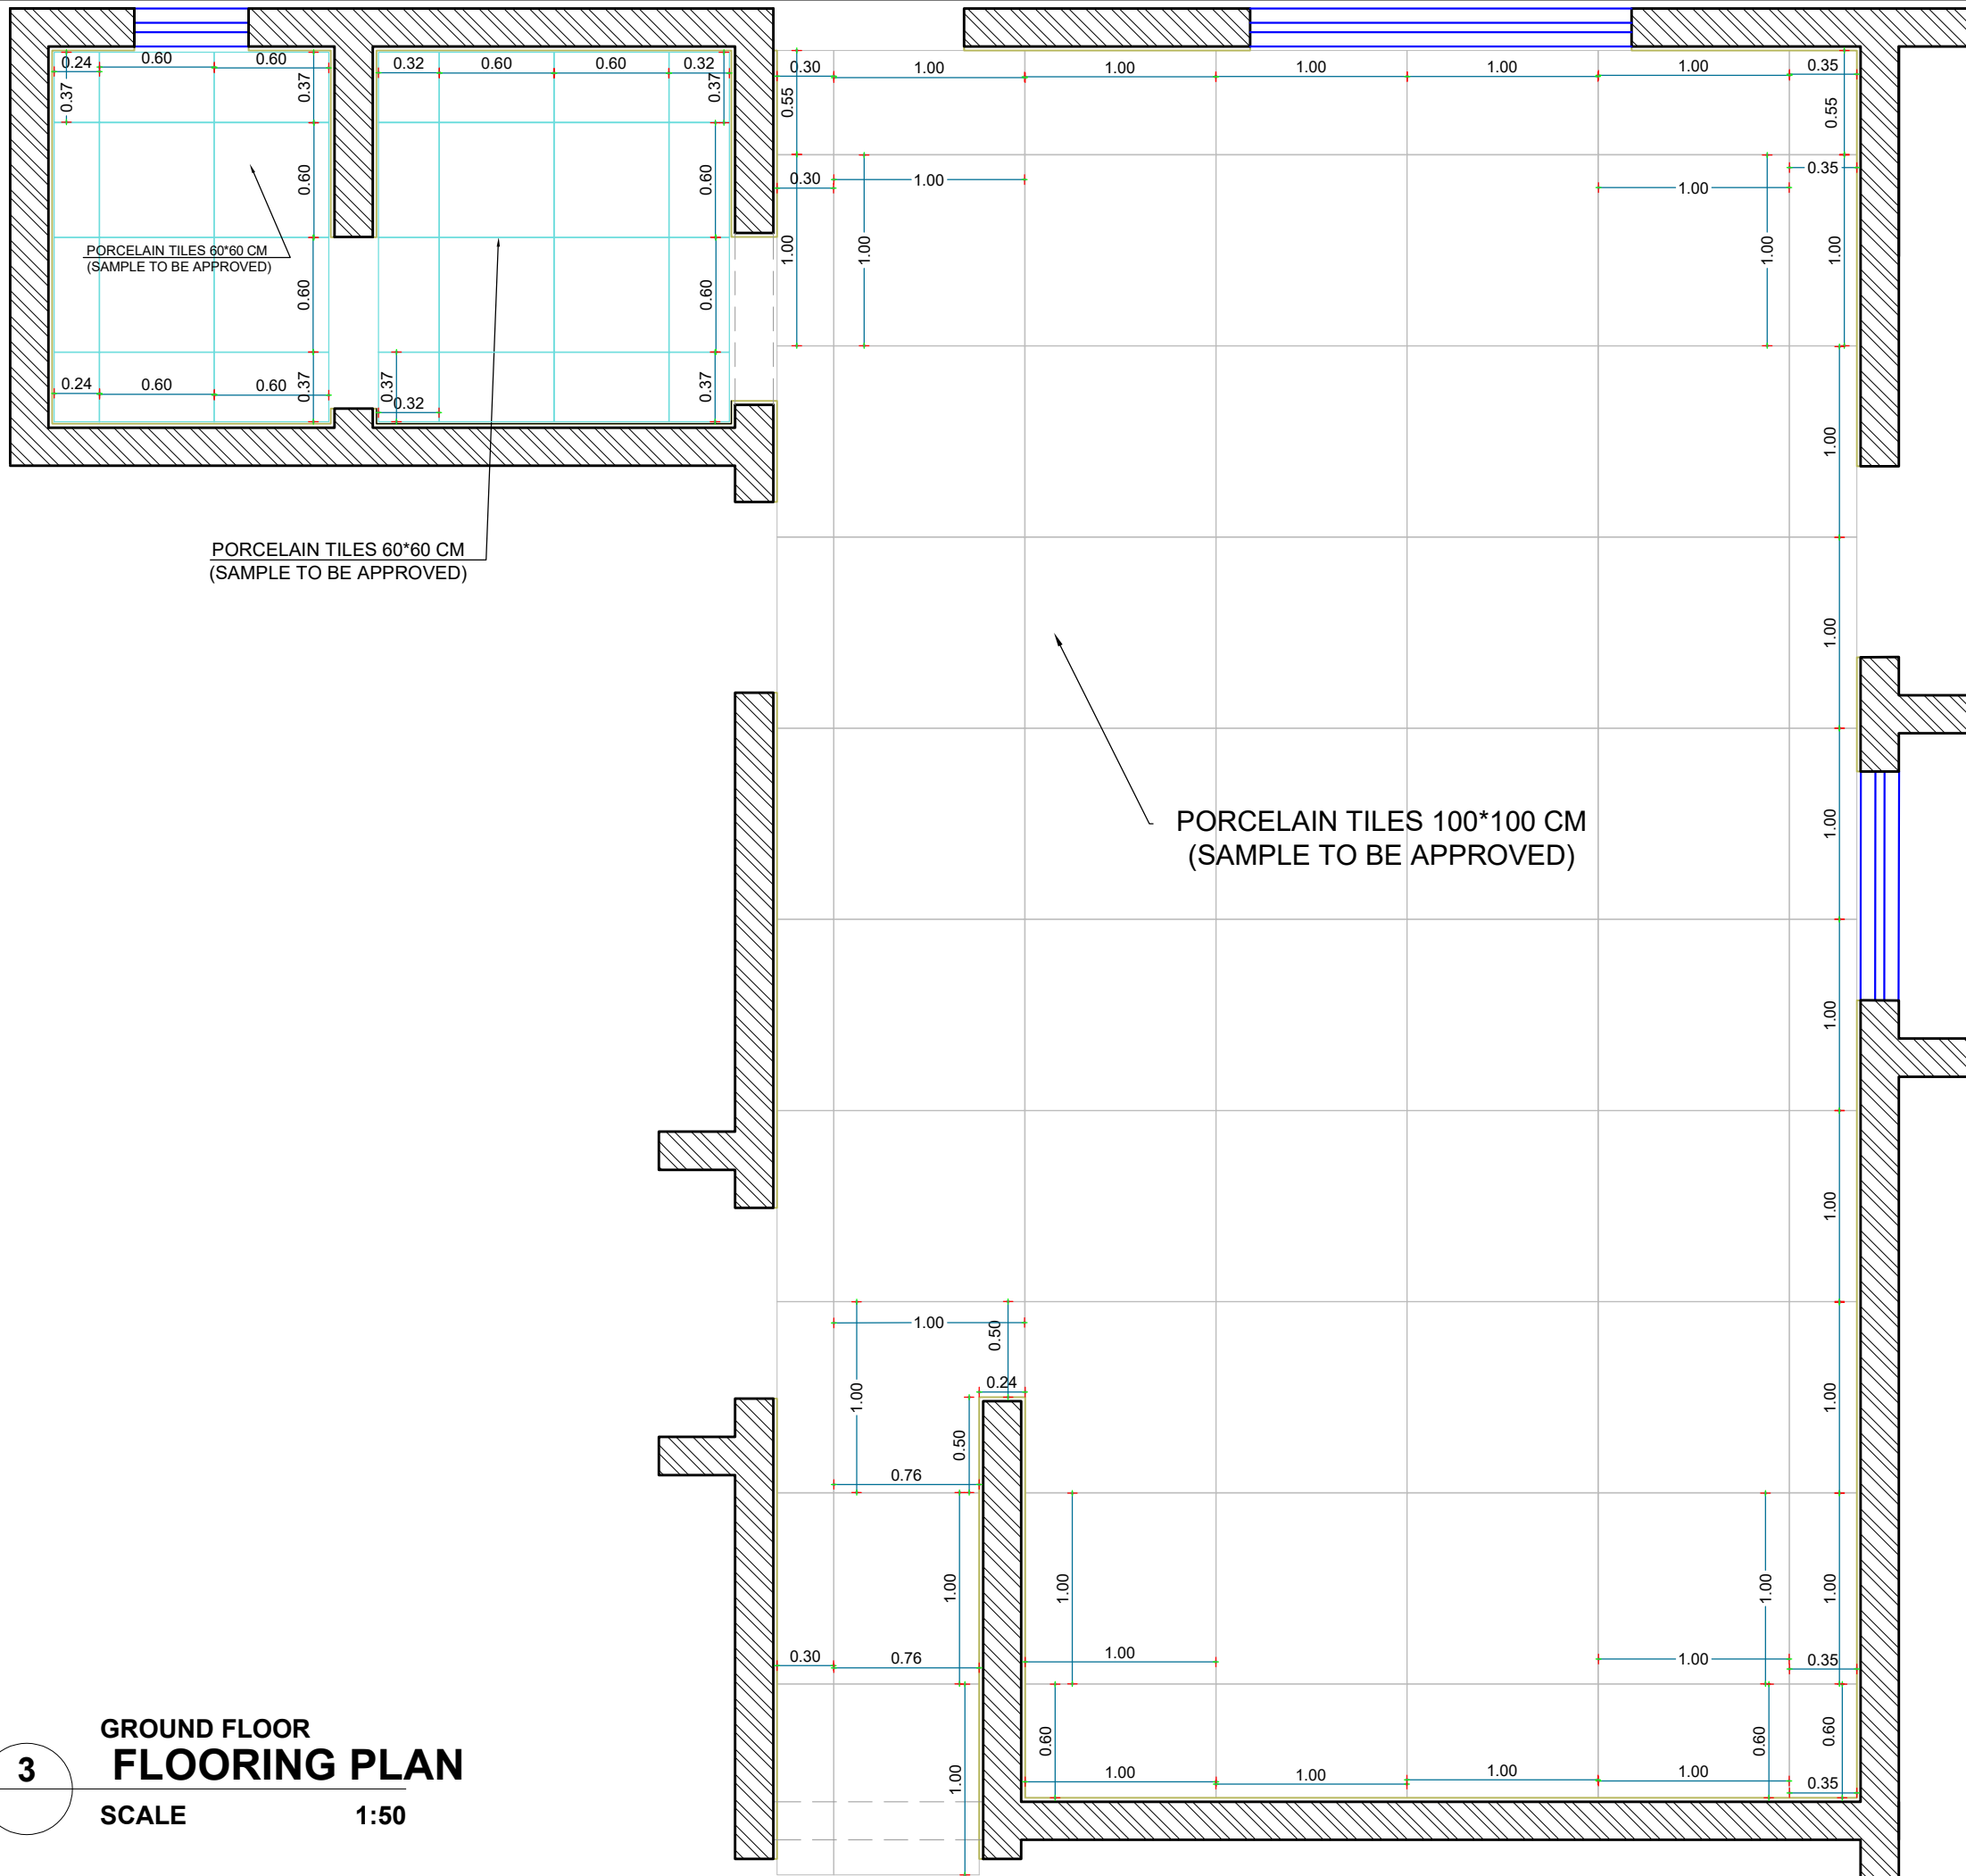 0.24 0.60 0.60 0.32 0.60 0.60 0.32 0.30 1.00 1.00 1.00 1.00 1.00 0.35
0.37 0.37 0.37 0.55 0.55
0.60 0.60 0.30 1.00 1.00 0.35
PORCELAIN TILES 60*60 CM
(SAMPLE TO BE APPROVED)
1.00 1.00 1.00 1.00
0.60 0.60
0.24 0.60 0.60 0.37 0.37 0.37
0.32
1.00
PORCELAIN TILES 60*60 CM
(SAMPLE TO BE APPROVED)
1.00
PORCELAIN TILES 100*100 CM
(SAMPLE TO BE APPROVED)
1.00
1.00
1.00
1.00 0.50
0.24
1.00 1.00
0.50
0.76
1.00 1.00 1.00 1.00
0.30 0.76 1.00 1.00 0.35
0.60 0.60 0.60
1.00 1.00 1.00 1.00 1.00 0.35
GROUND FLOOR
3 FLOORING PLAN
SCALE 1:50